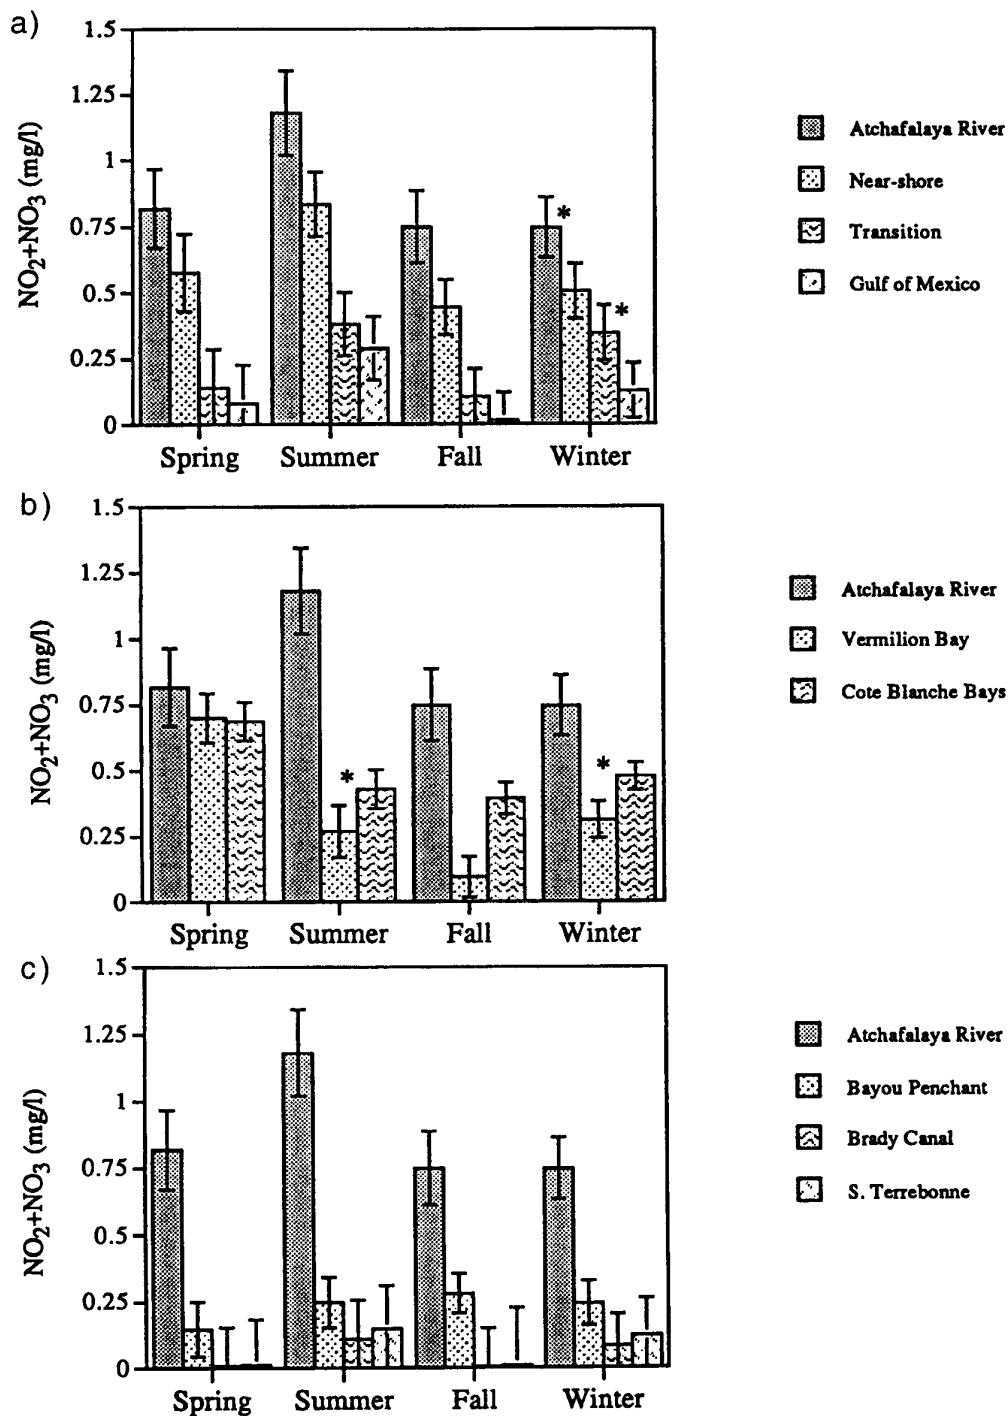 a)
1.5
1.25
1
0.75
0.5
0.25
0
NO2+NO3 (mg/l)
*
*
Spring Summer Fall Winter
Atchafalaya River
Near-shore
Transition
Gulf of Mexico
b)
1.5
1.25
1
0.75
0.5
0.25
0
NO2+NO3 (mg/l)
*
*
Spring Summer Fall Winter
Atchafalaya River
Vermilion Bay
Cote Blanche Bays
c)
1.5
1.25
1
0.75
0.5
0.25
0
NO2+NO3 (mg/l)
Spring Summer Fall Winter
Atchafalaya River
Bayou Penchant
Brady Canal
S. Terrebonne